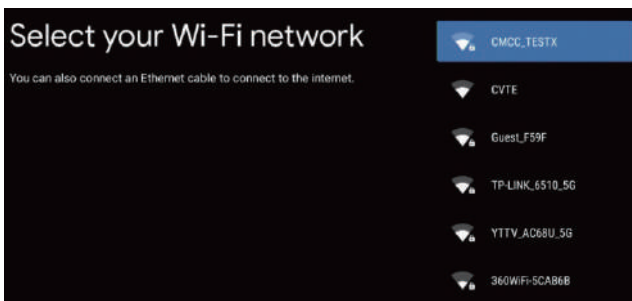 Select your Wi-Fi network
You can also connect an Ethernet cable to connect to the internet.
CMCC_TESTX
CVTE
Guest_F59F
TP-LINK_6510_5G
YTTV_AC68U_5G
360WiFi-5CAB6B